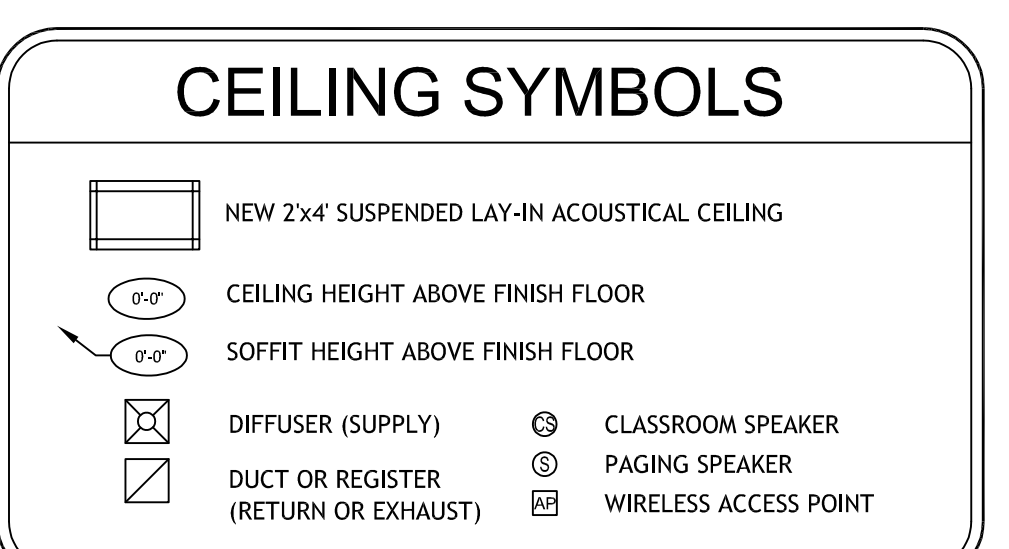 CEILING SYMBOLS
NEW 2'x4' SUSPENDED LAY-IN ACOUSTICAL CEILING
0'-0" CEILING HEIGHT ABOVE FINISH FLOOR
0'-0" SOFFIT HEIGHT ABOVE FINISH FLOOR
DIFFUSER (SUPPLY)
DUCT OR REGISTER
(RETURN OR EXHAUST)
CS CLASSROOM SPEAKER
S PAGING SPEAKER
AP WIRELESS ACCESS POINT